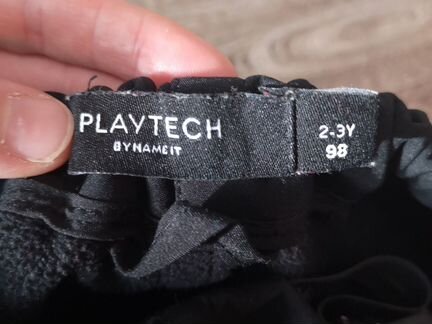 PLAYTECH
BY NAME IT
2-3Y
98